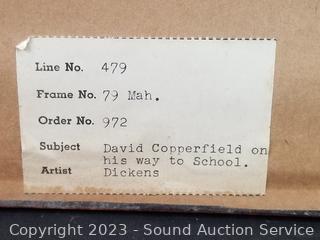 Line No. 479
Frame No. 79 Mah.
Order No. 972
Subject David Copperfield on
his way to School.
Artist Dickens
Copyright 2023 - Sound Auction Service